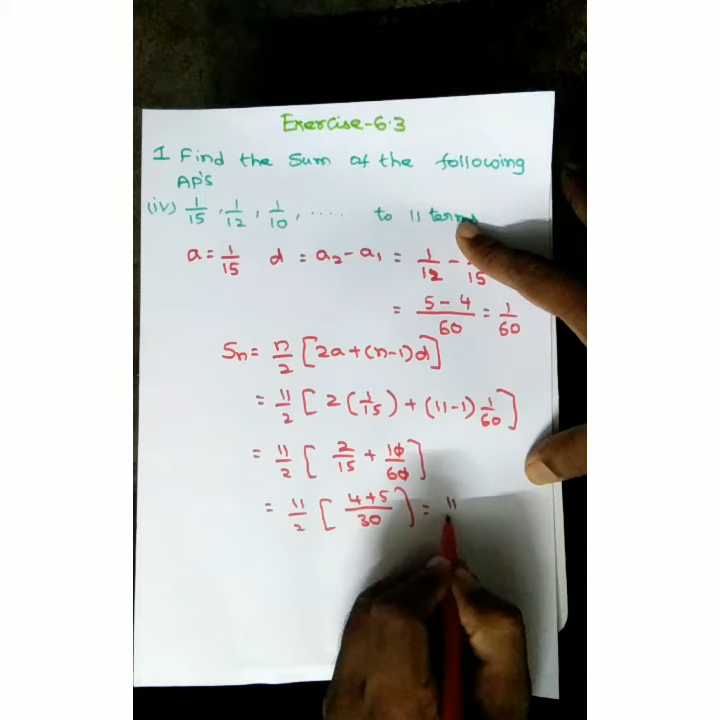 Exercise-6.3
1 Find the Sum of the following
AP's
(iv) 1/15, 1/12, 1/10, ..... to 11 terms
a = 1/15 d = a₂ - a₁ = 1/12 - 1/15
= 5-4/60 = 1/60
Sn = n/2 [2a+(n-1)d]
= 11/2 [2(1/15) + (11-1) 1/60]
= 11/2 [2/15 + 10/60]
= 11/2 [4+5/30] = 11